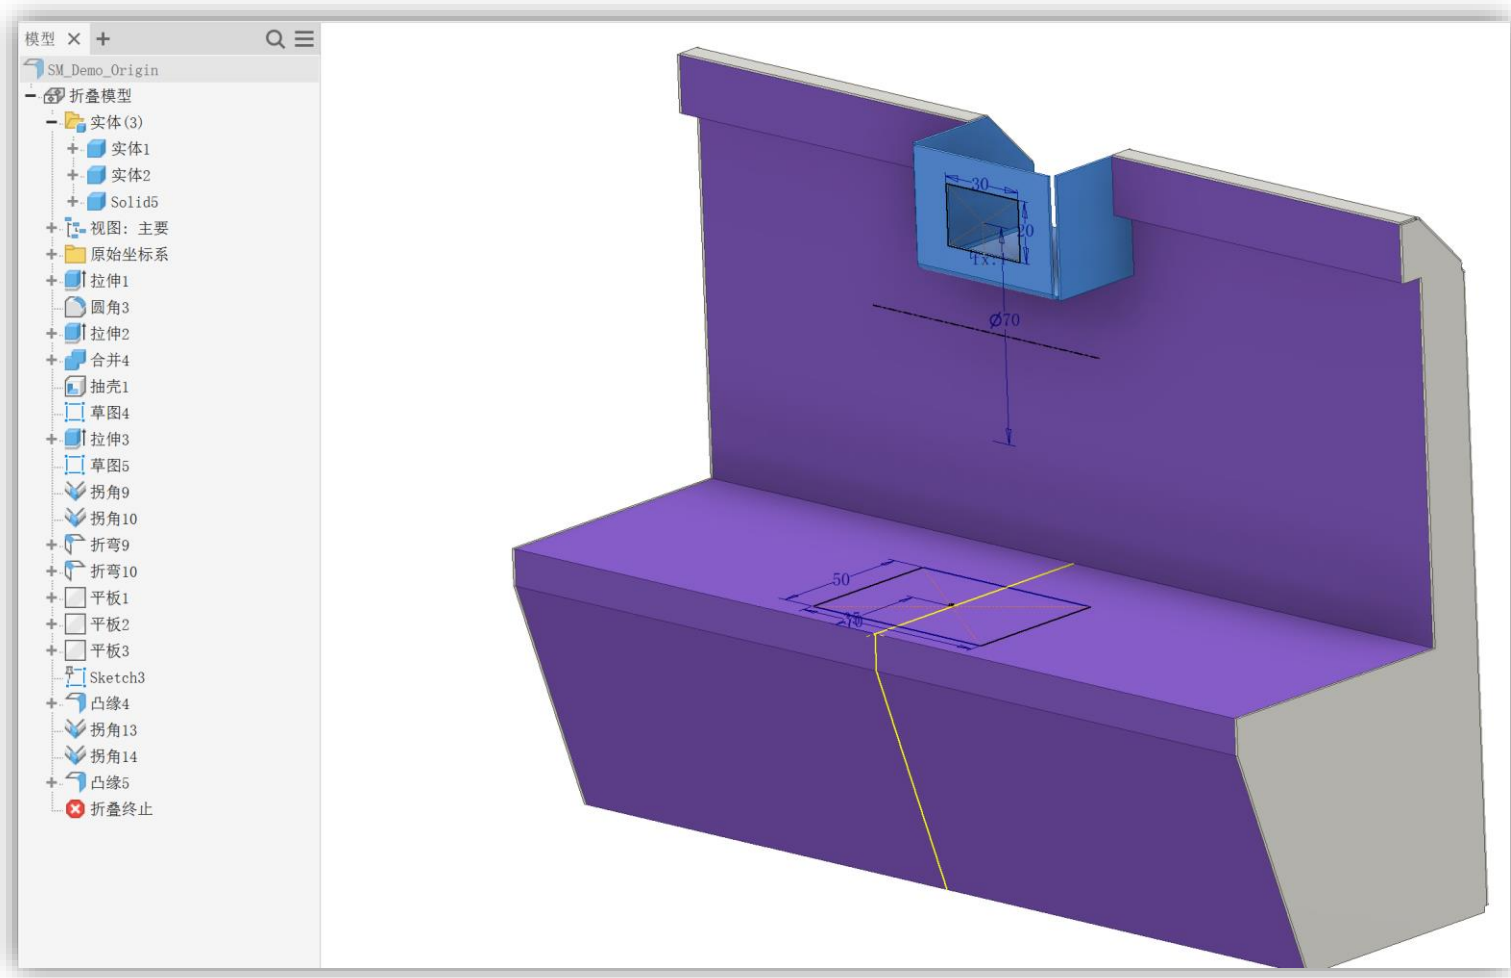 模型
SM_Demo_Origin
折叠模型
实体(3)
实体1
实体2
Solid5
视图: 主要
原始坐标系
拉伸1
圆角3
拉伸2
合并4
抽壳1
草图4
拉伸3
草图5
拐角9
拐角10
折弯9
折弯10
平板1
平板2
平板3
Sketch3
凸缘4
拐角13
拐角14
凸缘5
折叠终止
30
20
Ø70
50